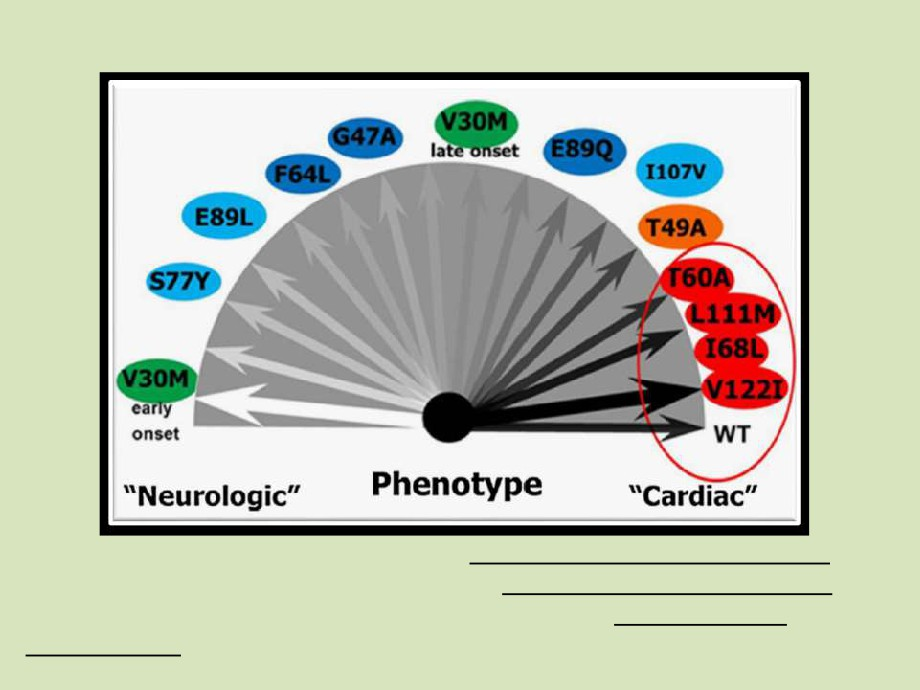 V30M
late onset
G47A
E89Q
F64L
I107V
E89L
T49A
S77Y
T60A
L111M
I68L
V30M
early
onset
V122I
WT
Phenotype
“Neurologic”
“Cardiac”